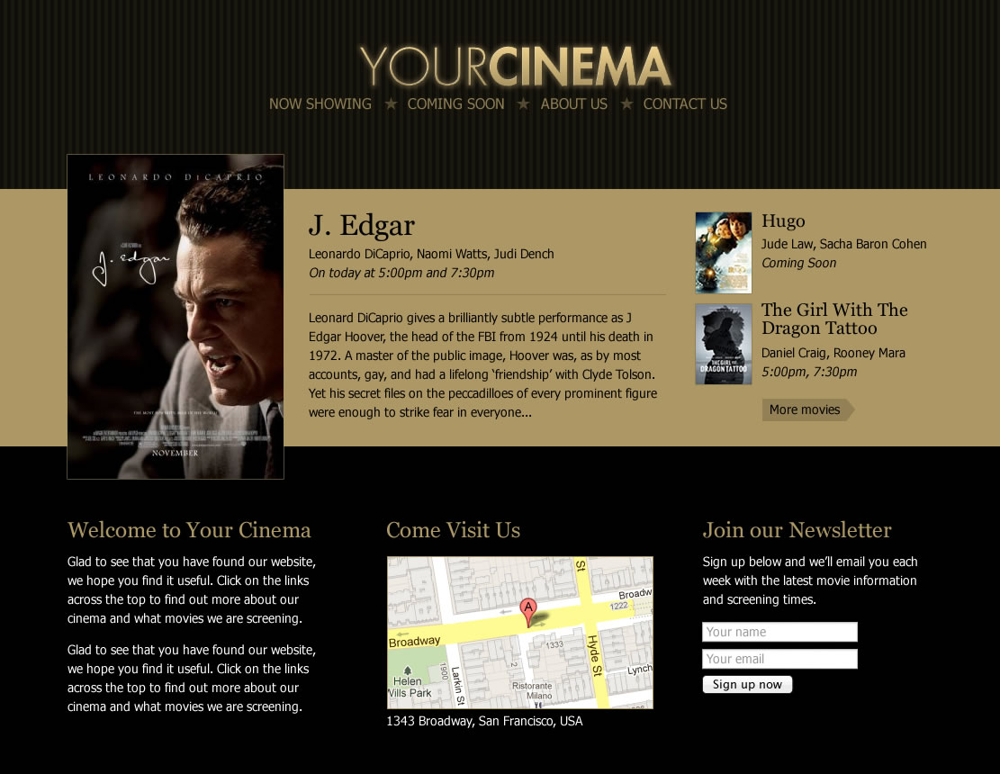 YOURCINEMA
NOW SHOWING ★ COMING SOON ★ ABOUT US ★ CONTACT US
LEONARDO DiCAPRIO
J. Edgar
NOVEMBER
J. Edgar
Leonardo DiCaprio, Naomi Watts, Judi Dench
On today at 5:00pm and 7:30pm
Leonard DiCaprio gives a brilliantly subtle performance as J
Edgar Hoover, the head of the FBI from 1924 until his death in
1972. A master of the public image, Hoover was, as by most
accounts, gay, and had a lifelong ‘friendship’ with Clyde Tolson.
Yet his secret files on the peccadilloes of every prominent figure
were enough to strike fear in everyone...
HUGO
Hugo
Jude Law, Sacha Baron Cohen
Coming Soon
THE GIRL WITH THE
DRAGON TATTOO
The Girl With The
Dragon Tattoo
Daniel Craig, Rooney Mara
5:00pm, 7:30pm
More movies
Welcome to Your Cinema
Glad to see that you have found our website,
we hope you find it useful. Click on the links
across the top to find out more about our
cinema and what movies we are screening.
Glad to see that you have found our website,
we hope you find it useful. Click on the links
across the top to find out more about our
cinema and what movies we are screening.
Come Visit Us
St
Broadw
1222
A
Broadway
1333
Hyde St
1900
Larkin St
2
Lynch
Helen
Wills Park
Ristorante
Milano
1343 Broadway, San Francisco, USA
Join our Newsletter
Sign up below and we’ll email you each
week with the latest movie information
and screening times.
Your name
Your email
Sign up now